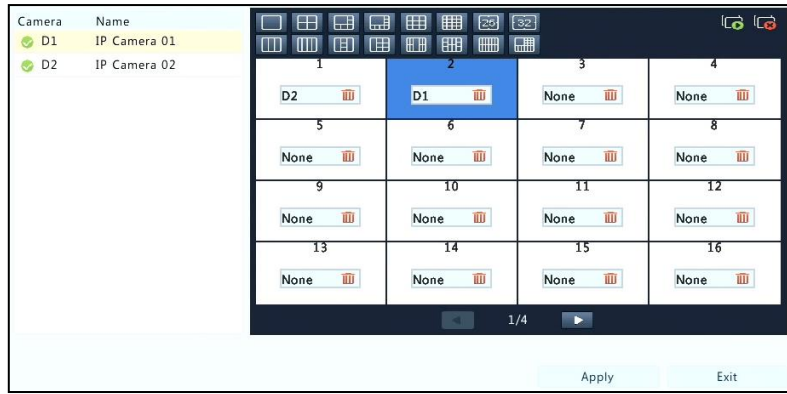 Camera Name
D1 IP Camera 01
D2 IP Camera 02
25 32
1 2 3 4
D2 D1 None None
5 6 7 8
None None None None
9 10 11 12
None None None None
13 14 15 16
None None None None
1/4
Apply Exit